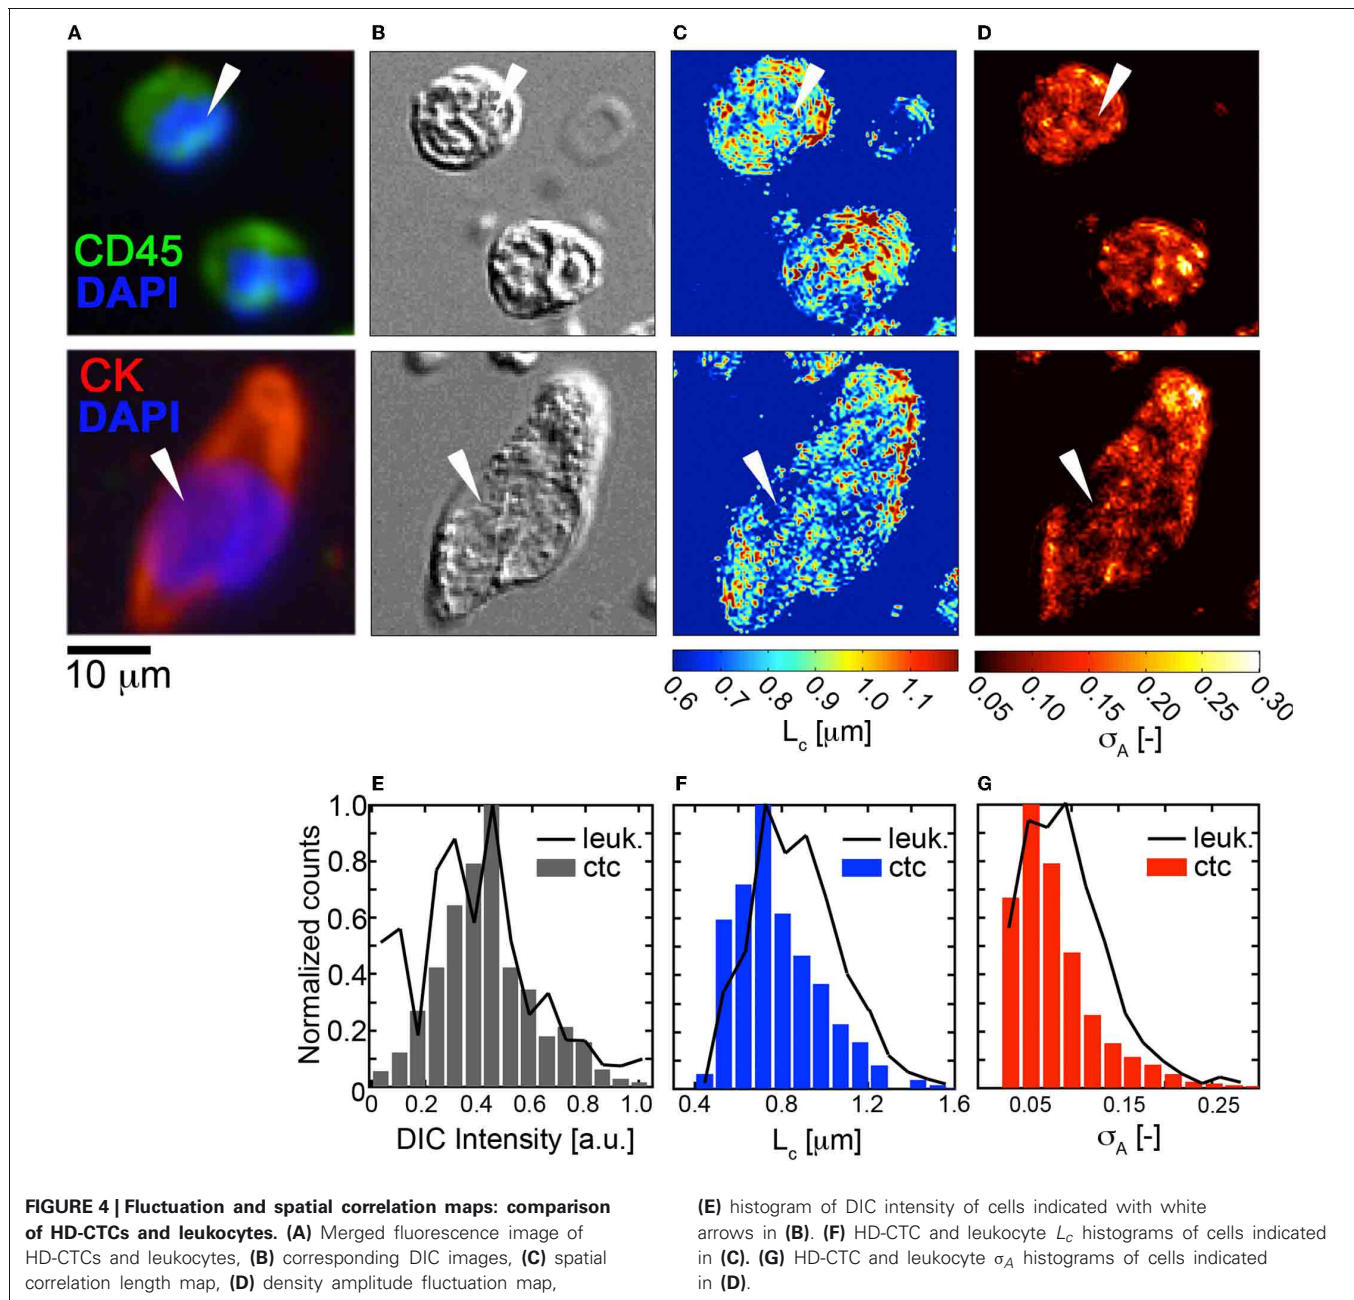 A
B
C
D
CD45
DAPI
CK
DAPI
10 μm
0.6 0.7 0.8 0.9 1.0 1.1
L_c [μm]
0.05 0.10 0.15 0.20 0.25 0.30
σ_A [-]
E
F
G
Normalized counts
1.0
0.8
0.6
0.4
0.2
0
leuk.
ctc
0 0.2 0.4 0.6 0.8 1.0
DIC Intensity [a.u.]
leuk.
ctc
0.4 0.8 1.2 1.6
L_c [μm]
leuk.
ctc
0.05 0.15 0.25
σ_A [-]
FIGURE 4 | Fluctuation and spatial correlation maps: comparison
of HD-CTCs and leukocytes. (A) Merged fluorescence image of
HD-CTCs and leukocytes, (B) corresponding DIC images, (C) spatial
correlation length map, (D) density amplitude fluctuation map,
(E) histogram of DIC intensity of cells indicated with white
arrows in (B). (F) HD-CTC and leukocyte L_c histograms of cells indicated
in (C). (G) HD-CTC and leukocyte σ_A histograms of cells indicated
in (D).